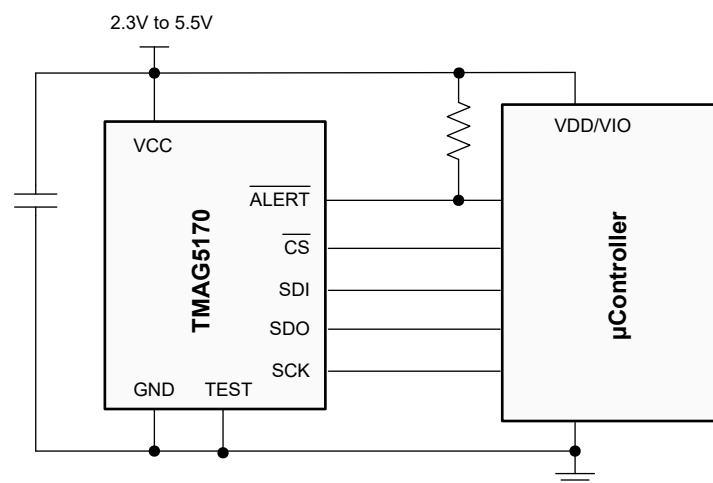 2.3V to 5.5V
VCC
VDD/VIO
ALERT
CS
SDI
SDO
SCK
GND TEST
TMAG5170
µController